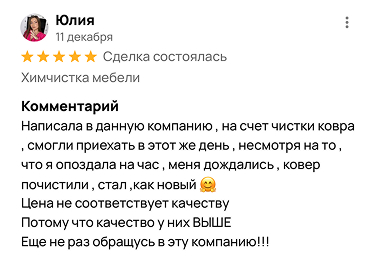 Юлия
11 декабря
Сделка состоялась
Химчистка мебели
Комментарий
Написала в данную компанию , на счет чистки ковра
, смогли приехать в этот же день , несмотря на то ,
что я опоздала на час , меня дождались , ковер
почистили , стал ,как новый 🤗
Цена не соответствует качеству
Потому что качество у них ВЫШЕ
Еще не раз обращусь в эту компанию!!!